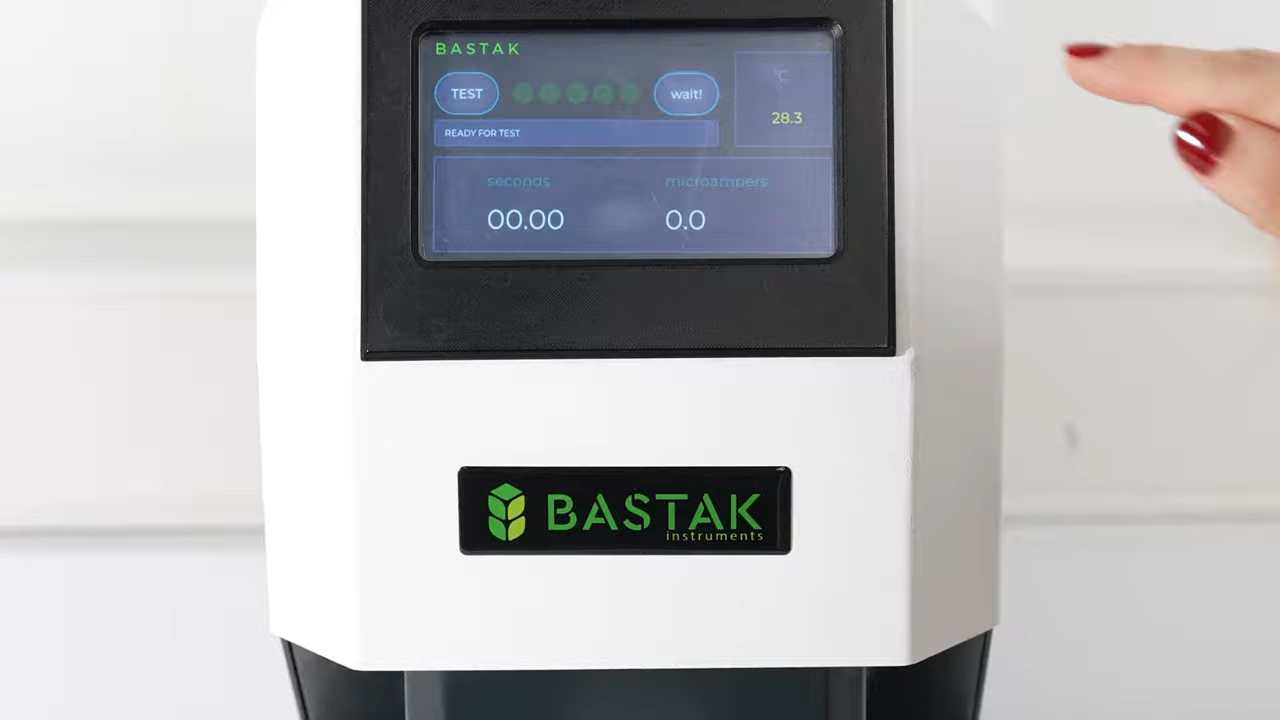 BASTAK
TEST
wait!
°C
28.3
READY FOR TEST
seconds
microampers
00.00
0.0
BASTAK
instruments